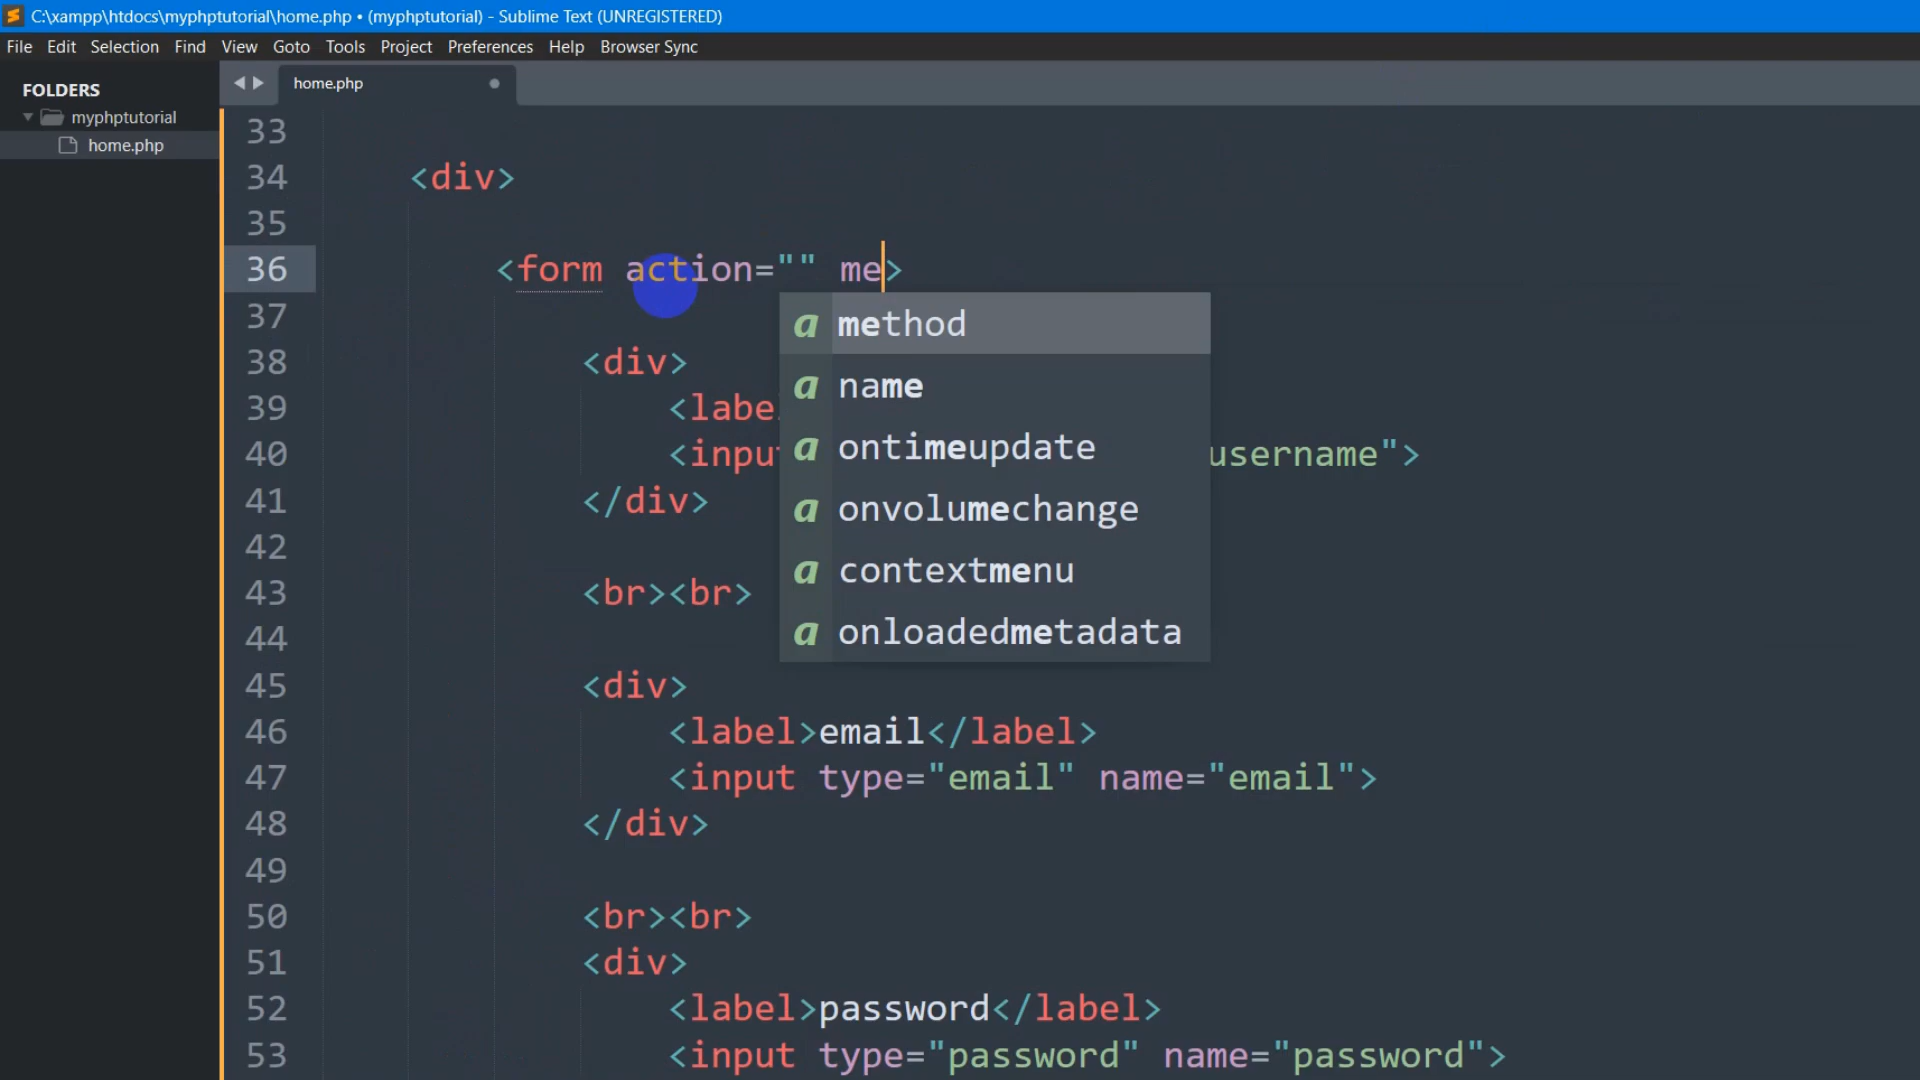 C:\xampp\htdocs\myphptutorial\home.php • (myphptutorial) - Sublime Text (UNREGISTERED)
File Edit Selection Find View Goto Tools Project Preferences Help Browser Sync
FOLDERS
myphptutorial
home.php
home.php
33
34 <div>
35
36 <form action="" me>
37
38 <div>
39 <label
40 <input username">
41 </div>
42
43 <br><br>
44
45 <div>
46 <label>email</label>
47 <input type="email" name="email">
48 </div>
49
50 <br><br>
51 <div>
52 <label>password</label>
53 <input type="password" name="password">
a method
a name
a ontimeupdate
a onvolumechange
a contextmenu
a onloadedmetadata